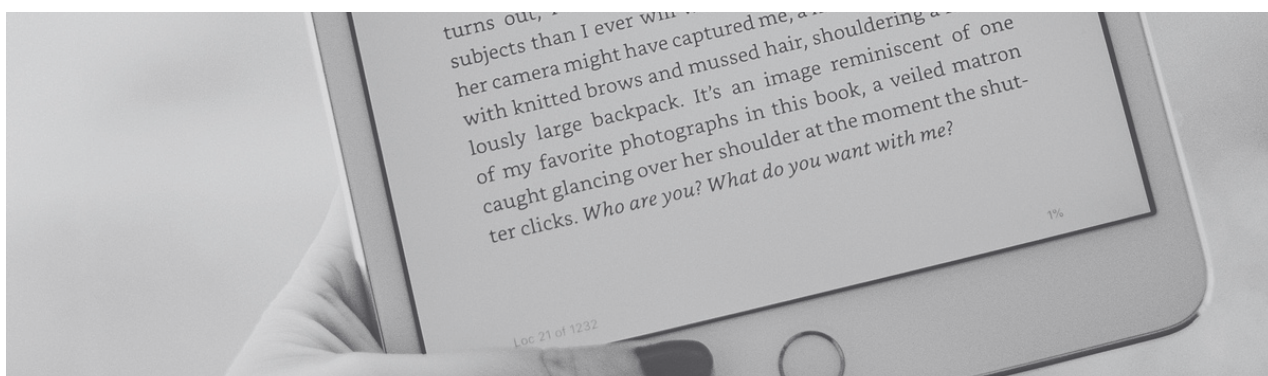 turns out,
subjects than I ever will
her camera might have captured me, a
with knitted brows and mussed hair, shouldering a
lously large backpack. It's an image reminiscent of one
of my favorite photographs in this book, a veiled matron
caught glancing over her shoulder at the moment the shut-
ter clicks. Who are you? What do you want with me?
1%
Loc 21 of 1232